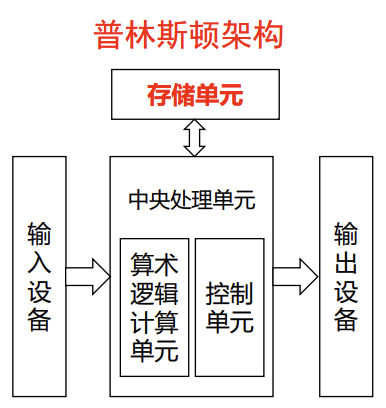 普林斯顿架构
存储单元
中央处理单元
输
入
设
备
算术
逻辑
计算
单元
控制
单元
输
出
设
备